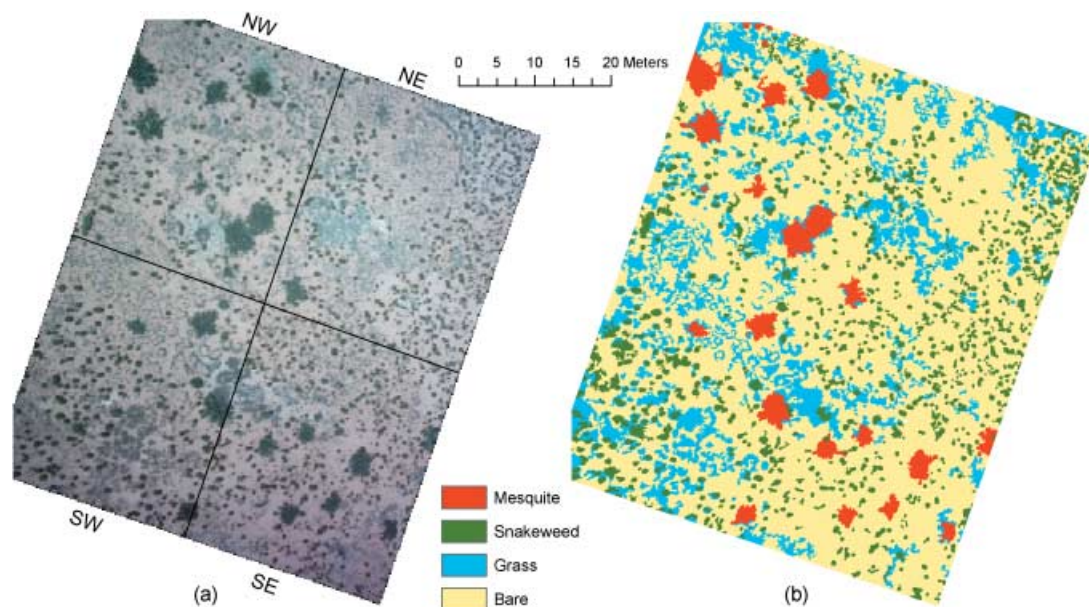 NW
NE
0 5 10 15 20 Meters
SW
SE
Mesquite
Snakeweed
Grass
Bare
(a)
(b)